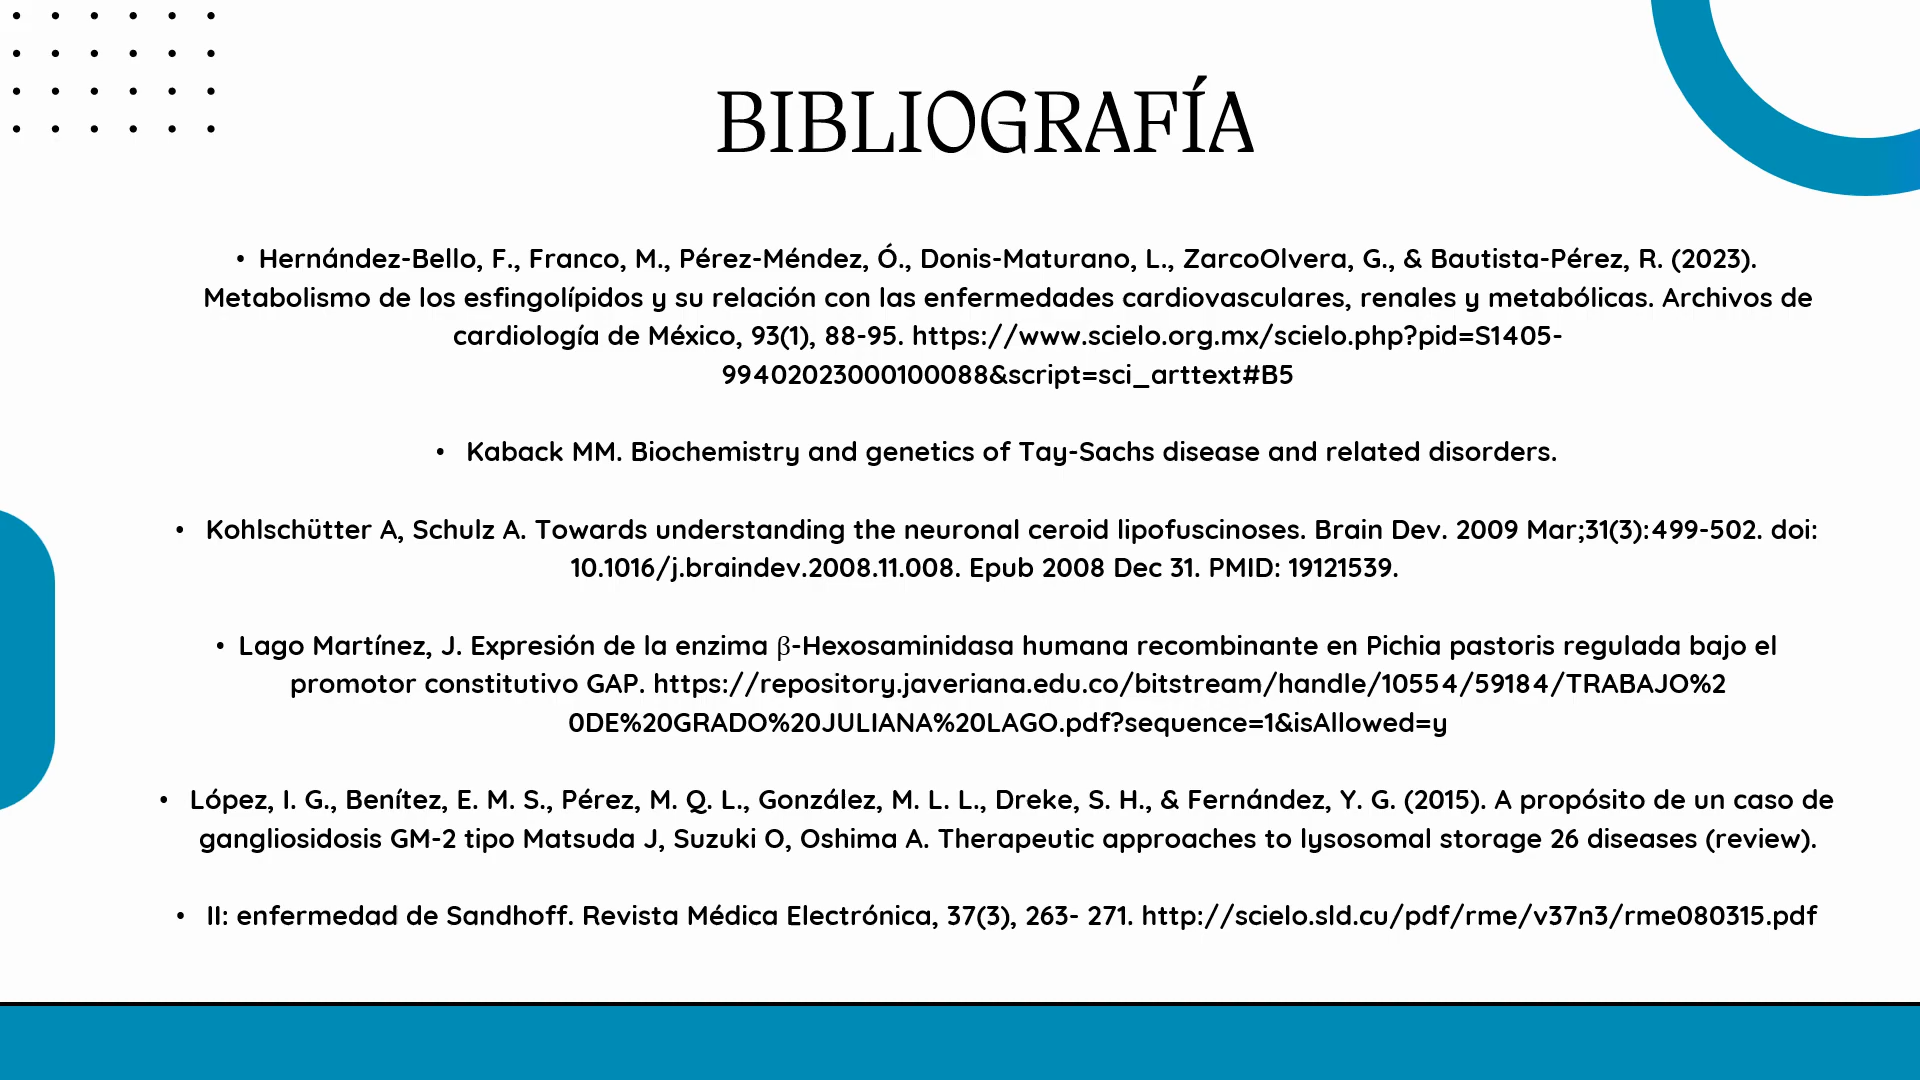 BIBLIOGRAFÍA
• Hernández-Bello, F., Franco, M., Pérez-Méndez, Ó., Donis-Maturano, L., ZarcoOlvera, G., & Bautista-Pérez, R. (2023).
Metabolismo de los esfingolípidos y su relación con las enfermedades cardiovasculares, renales y metabólicas. Archivos de
cardiología de México, 93(1), 88-95. https://www.scielo.org.mx/scielo.php?pid=S1405-
99402023000100088&script=sci_arttext#B5
• Kaback MM. Biochemistry and genetics of Tay-Sachs disease and related disorders.
• Kohlschütter A, Schulz A. Towards understanding the neuronal ceroid lipofuscinoses. Brain Dev. 2009 Mar;31(3):499-502. doi:
10.1016/j.braindev.2008.11.008. Epub 2008 Dec 31. PMID: 19121539.
• Lago Martínez, J. Expresión de la enzima β-Hexosaminidasa humana recombinante en Pichia pastoris regulada bajo el
promotor constitutivo GAP. https://repository.javeriana.edu.co/bitstream/handle/10554/59184/TRABAJO%2
0DE%20GRADO%20JULIANA%20LAGO.pdf?sequence=1&isAllowed=y
• López, I. G., Benítez, E. M. S., Pérez, M. Q. L., González, M. L. L., Dreke, S. H., & Fernández, Y. G. (2015). A propósito de un caso de
gangliosidosis GM-2 tipo Matsuda J, Suzuki O, Oshima A. Therapeutic approaches to lysosomal storage 26 diseases (review).
• II: enfermedad de Sandhoff. Revista Médica Electrónica, 37(3), 263- 271. http://scielo.sld.cu/pdf/rme/v37n3/rme080315.pdf